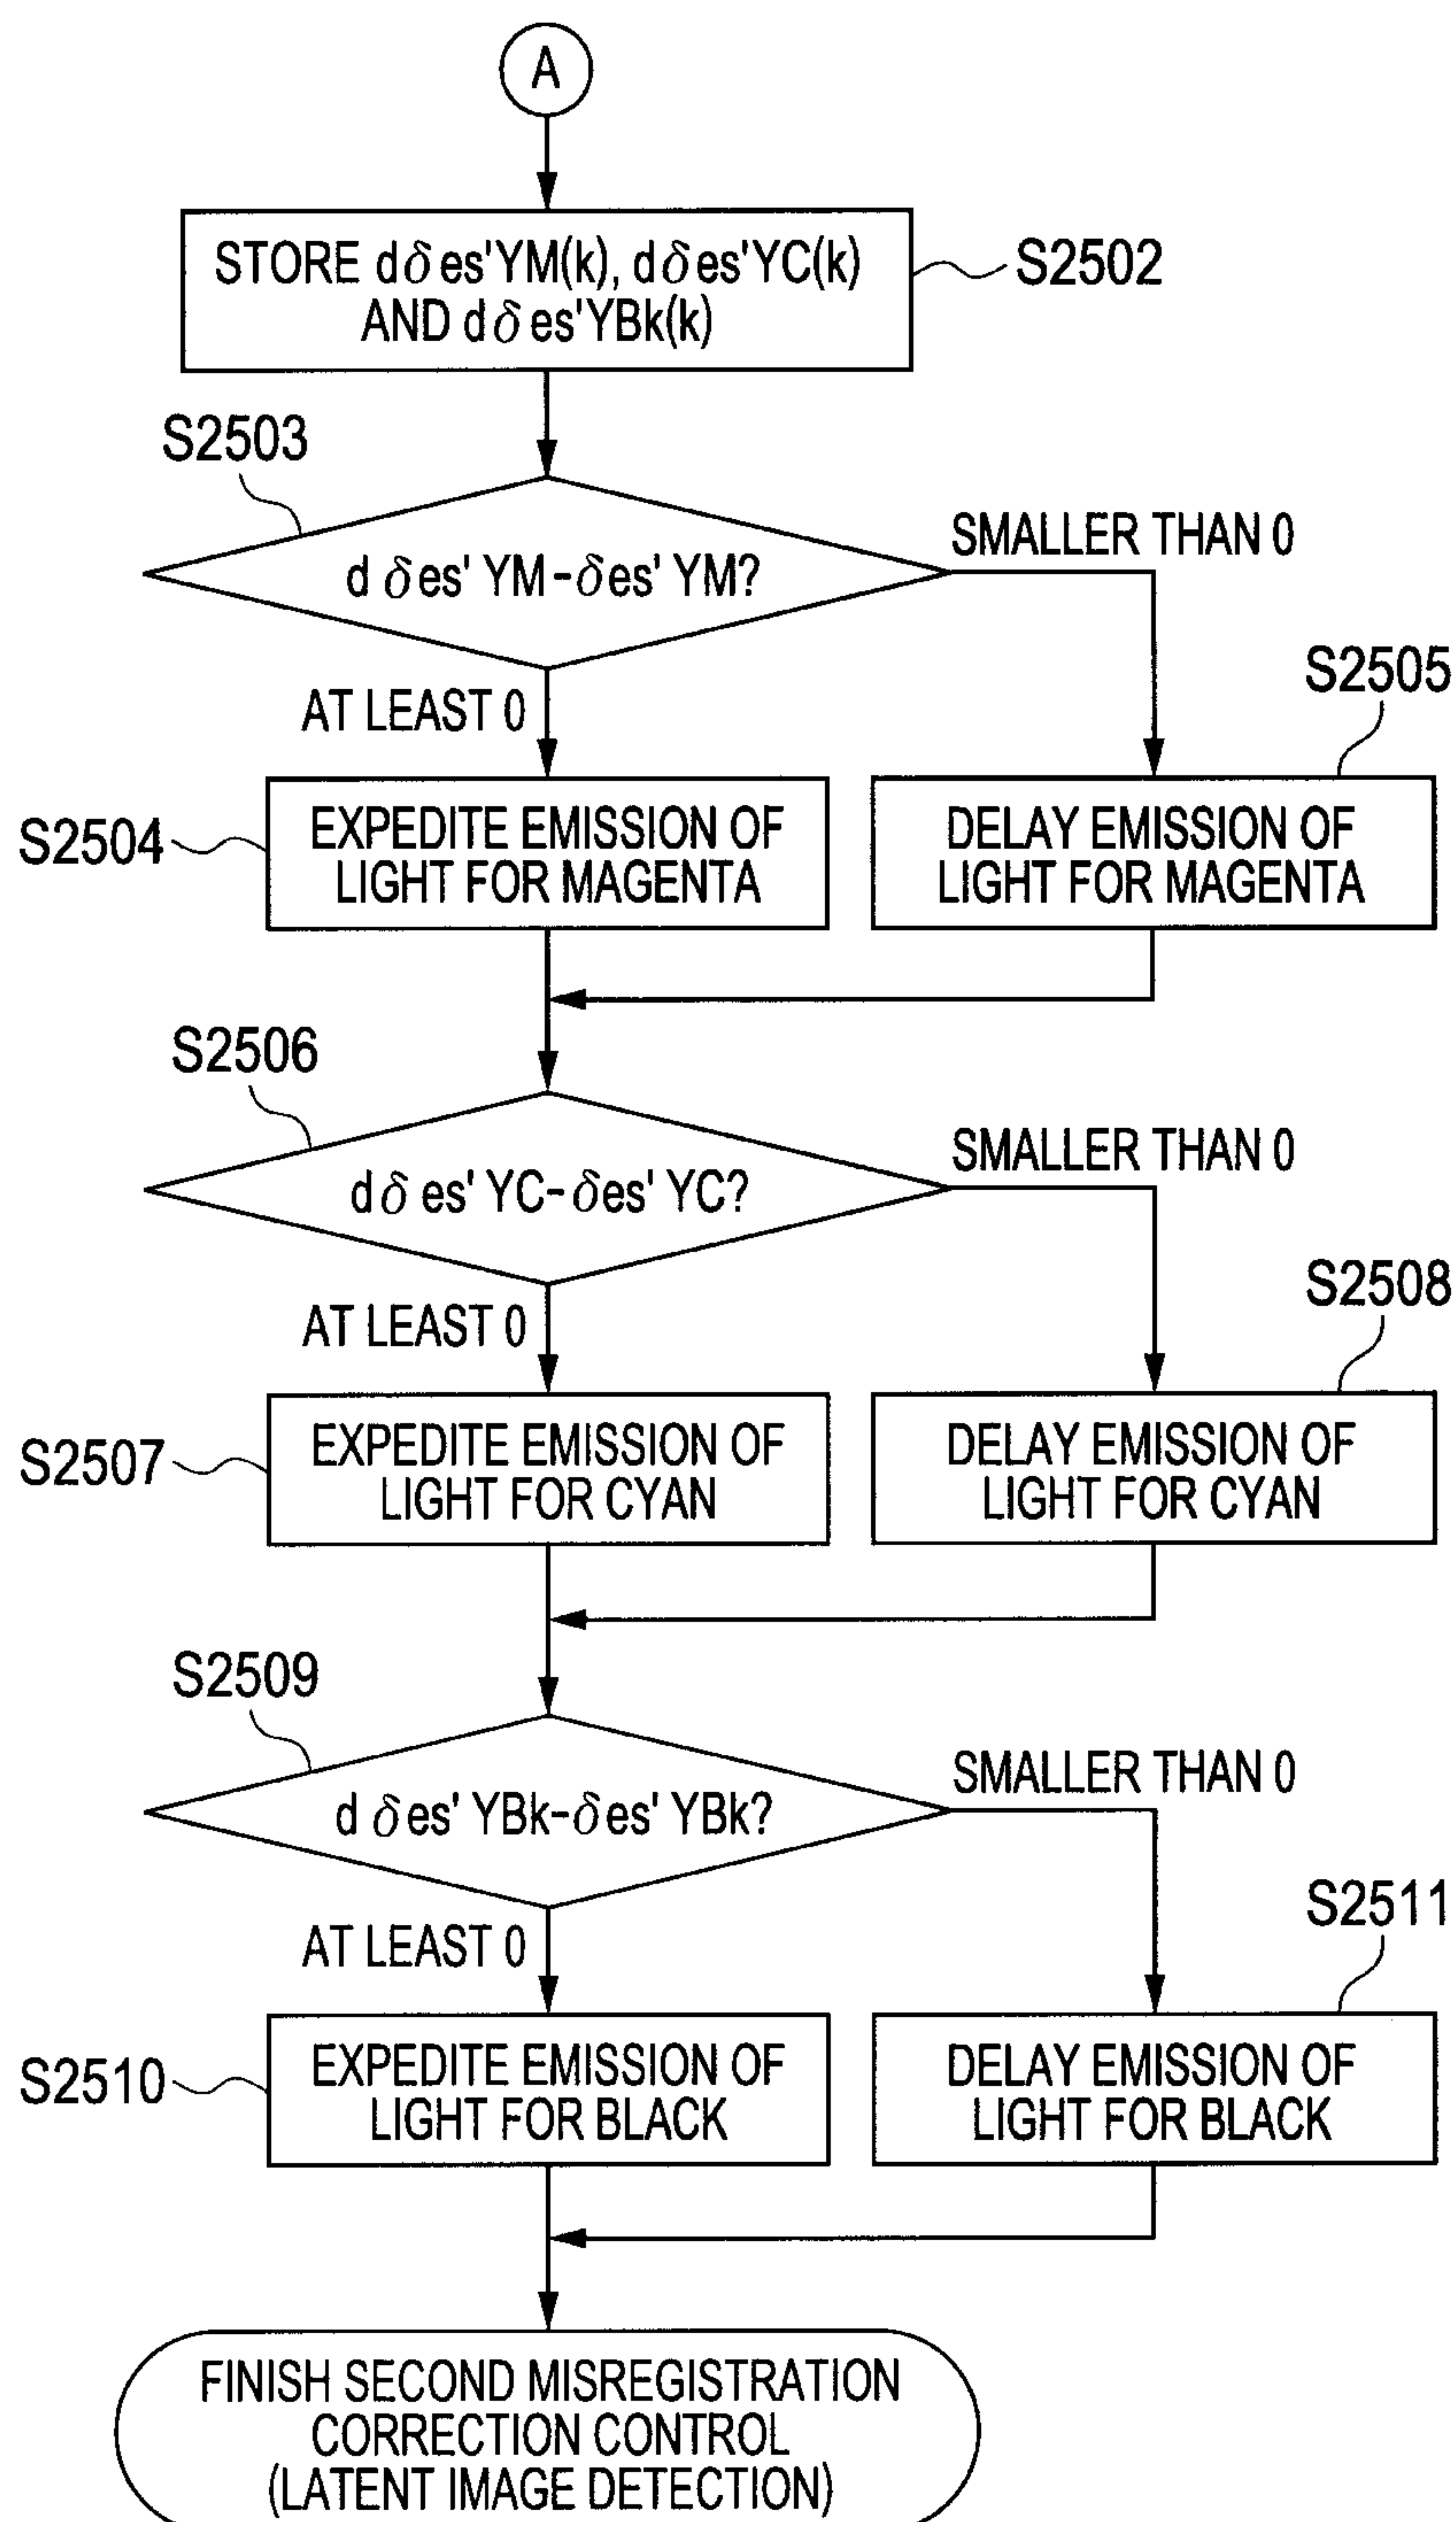 A
STORE dδes'YM(k), dδes'YC(k)
AND dδes'YBk(k)
S2502
S2503
dδes' YM-δes' YM?
SMALLER THAN 0
AT LEAST 0
S2505
S2504
EXPEDITE EMISSION OF
LIGHT FOR MAGENTA
DELAY EMISSION OF
LIGHT FOR MAGENTA
S2506
dδes' YC-δes' YC?
SMALLER THAN 0
AT LEAST 0
S2508
S2507
EXPEDITE EMISSION OF
LIGHT FOR CYAN
DELAY EMISSION OF
LIGHT FOR CYAN
S2509
dδes' YBk-δes' YBk?
SMALLER THAN 0
AT LEAST 0
S2511
S2510
EXPEDITE EMISSION OF
LIGHT FOR BLACK
DELAY EMISSION OF
LIGHT FOR BLACK
FINISH SECOND MISREGISTRATION
CORRECTION CONTROL
(LATENT IMAGE DETECTION)